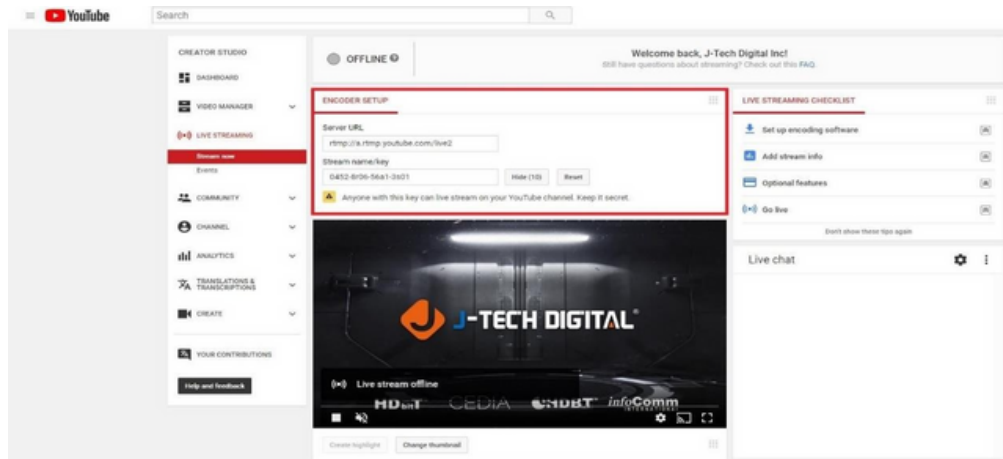 YouTube
Search
CREATOR STUDIO
DASHBOARD
VIDEO MANAGER
LIVE STREAMING
Stream now
Events
COMMUNITY
CHANNEL
ANALYTICS
TRANSLATIONS &
TRANSCRIPTIONS
CREATE
YOUR CONTRIBUTIONS
Help and feedback
OFFLINE
Welcome back, J-Tech Digital Inc!
Still have questions about streaming? Check out this FAQ.
ENCODER SETUP
Server URL
rtmp://a.rtmp.youtube.com/live2
Stream name/key
Hide (10)
Reset
Anyone with this key can live stream on your YouTube channel. Keep it secret.
J-TECH DIGITAL
Live stream offline
CEDIA
HDBT
infoComm
INTERNATIONAL
Create highlight
Change thumbnail
LIVE STREAMING CHECKLIST
Set up encoding software
Add stream info
Optional features
Go live
Don't show these tips again
Live chat